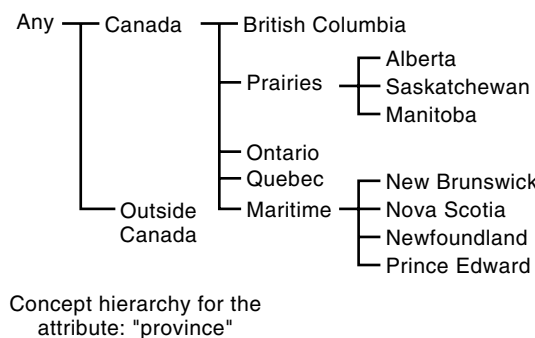 Any
Canada
British Columbia
Prairies
Alberta
Saskatchewan
Manitoba
Ontario
Quebec
Maritime
New Brunswick
Nova Scotia
Newfoundland
Prince Edward
Outside
Canada
Concept hierarchy for the
attribute: "province"